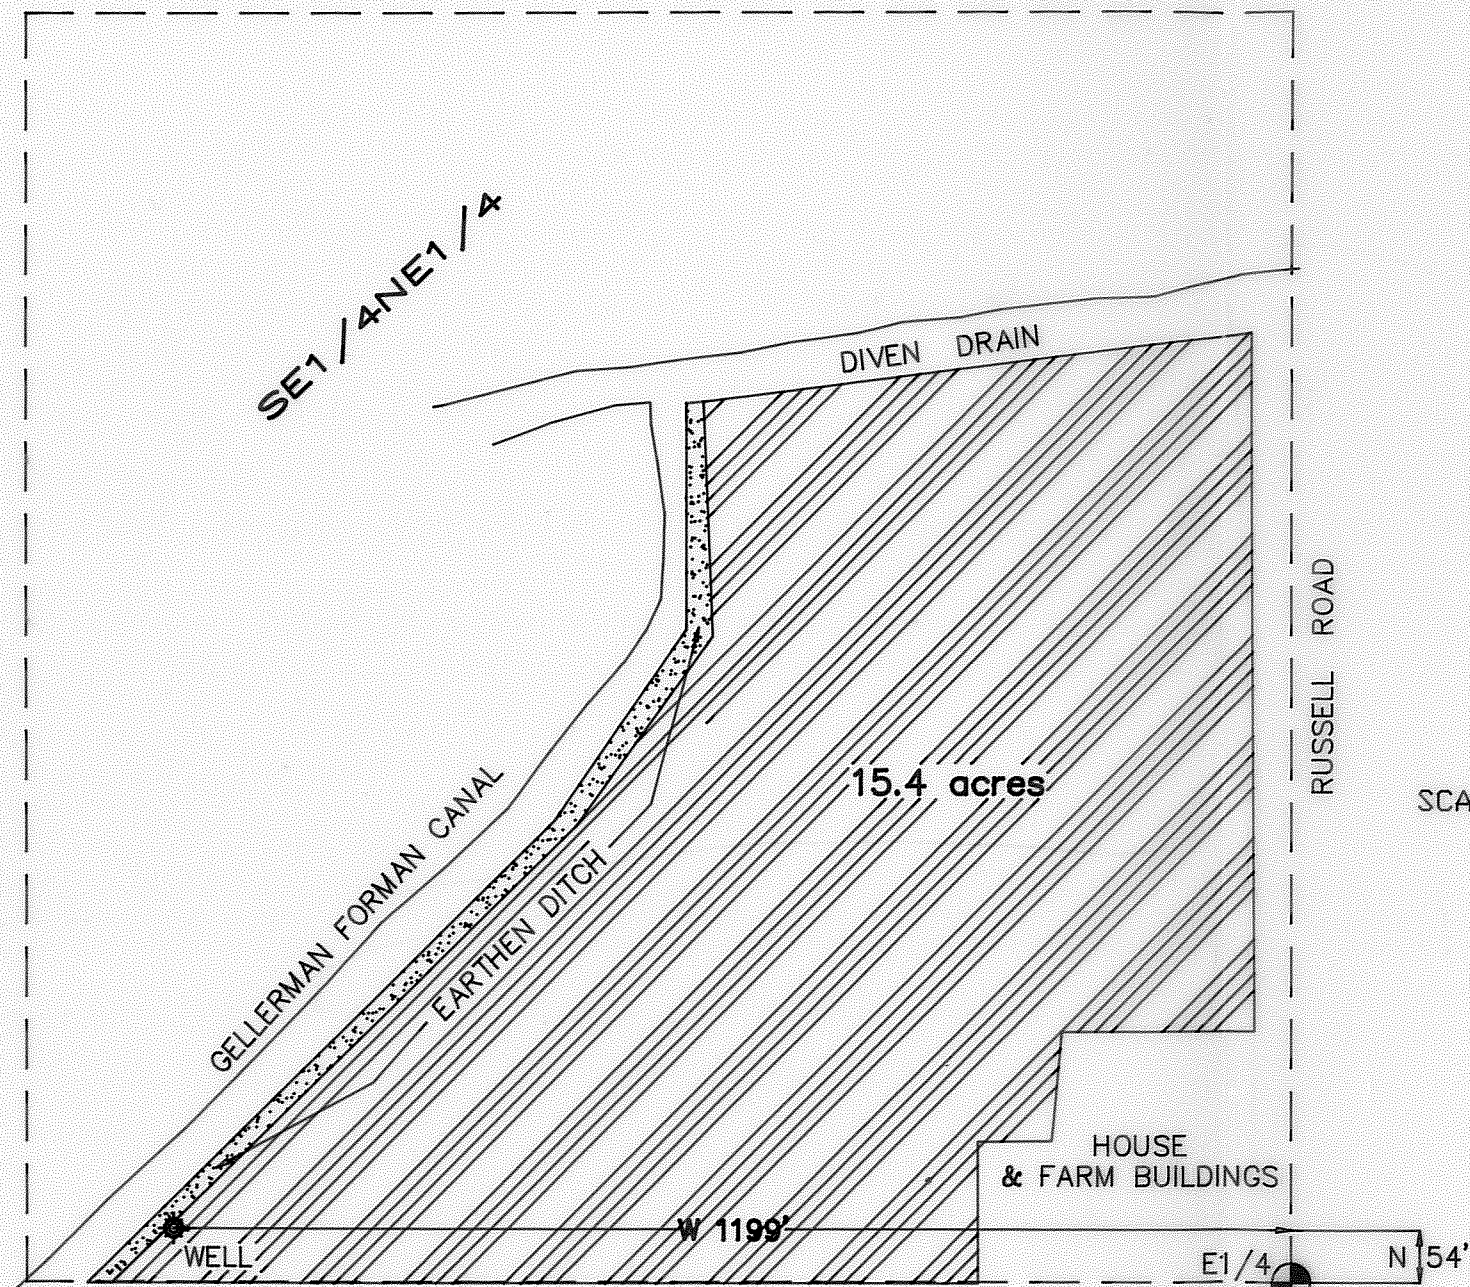 SE1/4NE1/4
DIVEN DRAIN
RUSSELL ROAD
15.4 acres
SCA
GELLERMAN FORMAN CANAL
EARTHEN DITCH
HOUSE
& FARM BUILDINGS
W 1199'
WELL
E1/4
N 54'